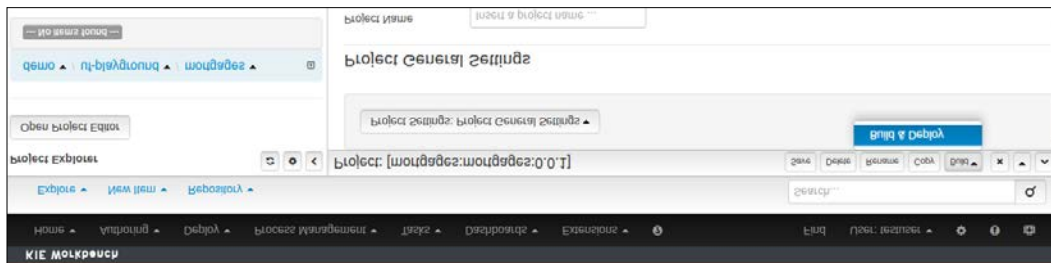 KIE Workbench
Home Authoring Deploy Process Management Tasks Dashboards Extensions Find User: testuser
Explore New Item Repository Search...
Project Explorer Project: [mortgages:mortgages:0.0.1] Save Delete Rename Copy Build
Build & Deploy
Open Project Editor Project Settings: Project General Settings
demo / uf-playground / mortgages Project General Settings
--- No items found --- Project Name Insert a project name ...